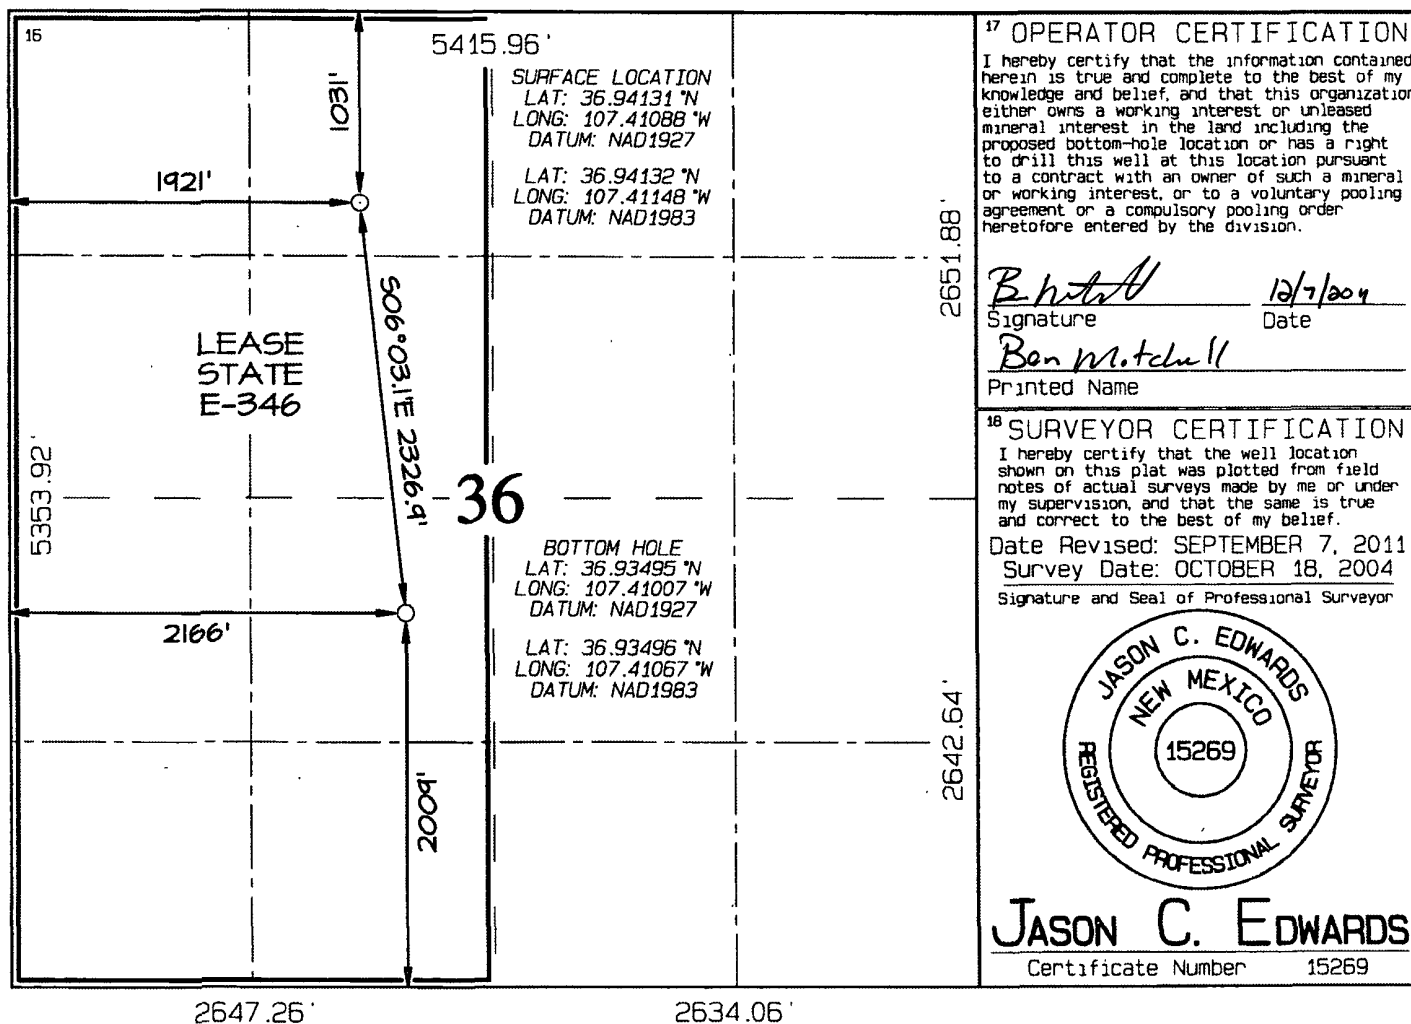 15
5415.96'
1031'
SURFACE LOCATION
LAT: 36.94131 °N
LONG: 107.41088 °W
DATUM: NAD1927
LAT: 36.94132 °N
LONG: 107.41148 °W
DATUM: NAD1983
1921'
2651.88'
LEASE
STATE
E-346
S06°03.1'E 2326.9'
5353.92'
36
BOTTOM HOLE
LAT: 36.93495 °N
LONG: 107.41007 °W
DATUM: NAD1927
LAT: 36.93496 °N
LONG: 107.41067 °W
DATUM: NAD1983
2166'
2642.64'
2009'
2647.26'
2634.06'
17 OPERATOR CERTIFICATION
I hereby certify that the information contained
herein is true and complete to the best of my
knowledge and belief, and that this organization
either owns a working interest or unleased
mineral interest in the land including the
proposed bottom-hole location or has a right
to drill this well at this location pursuant
to a contract with an owner of such a mineral
or working interest, or to a voluntary pooling
agreement or a compulsory pooling order
heretofore entered by the division.
12/7/2011
Signature Date
Ben Mitchell
Printed Name
18 SURVEYOR CERTIFICATION
I hereby certify that the well location
shown on this plat was plotted from field
notes of actual surveys made by me or under
my supervision, and that the same is true
and correct to the best of my belief.
Date Revised: SEPTEMBER 7, 2011
Survey Date: OCTOBER 18, 2004
Signature and Seal of Professional Surveyor
JASON C. EDWARDS
NEW MEXICO
15269
REGISTERED PROFESSIONAL SURVEYOR
JASON C. EDWARDS
Certificate Number 15269